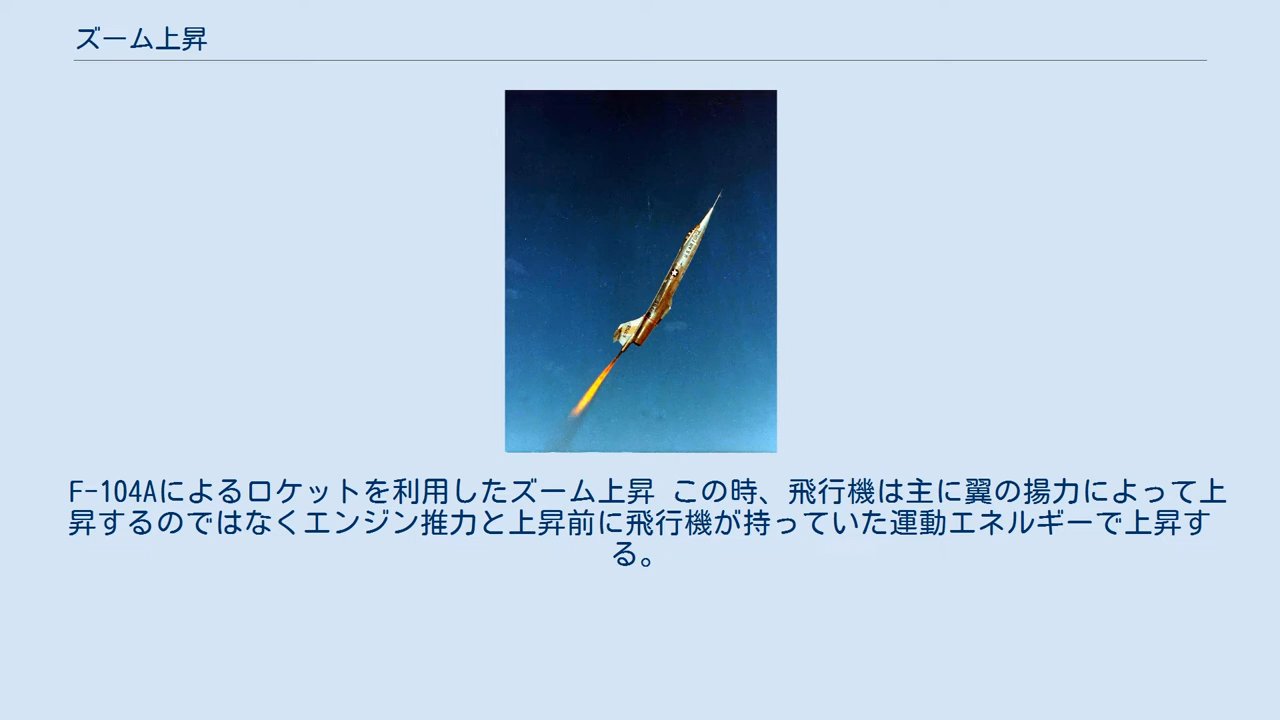 ズーム上昇
F-104Aによるロケットを利用したズーム上昇 この時、飛行機は主に翼の揚力によって上
昇するのではなくエンジン推力と上昇前に飛行機が持っていた運動エネルギーで上昇す
る。